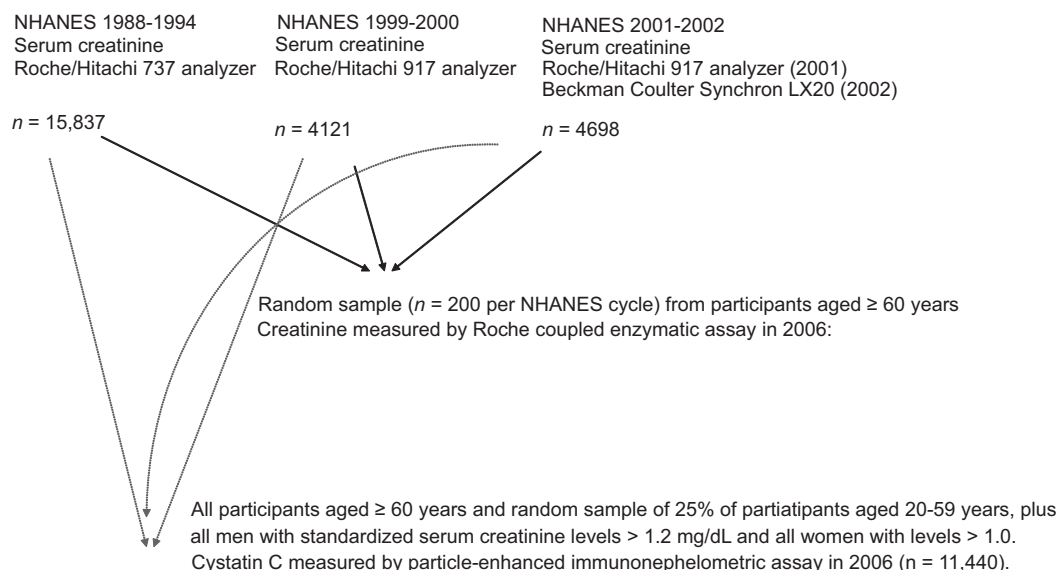 NHANES 1988-1994
Serum creatinine
Roche/Hitachi 737 analyzer
n = 15,837
NHANES 1999-2000
Serum creatinine
Roche/Hitachi 917 analyzer
n = 4121
NHANES 2001-2002
Serum creatinine
Roche/Hitachi 917 analyzer (2001)
Beckman Coulter Synchron LX20 (2002)
n = 4698
Random sample (n = 200 per NHANES cycle) from participants aged ≥ 60 years
Creatinine measured by Roche coupled enzymatic assay in 2006:
All participants aged ≥ 60 years and random sample of 25% of partiatipants aged 20-59 years, plus
all men with standardized serum creatinine levels > 1.2 mg/dL and all women with levels > 1.0.
Cystatin C measured by particle-enhanced immunonephelometric assay in 2006 (n = 11,440).